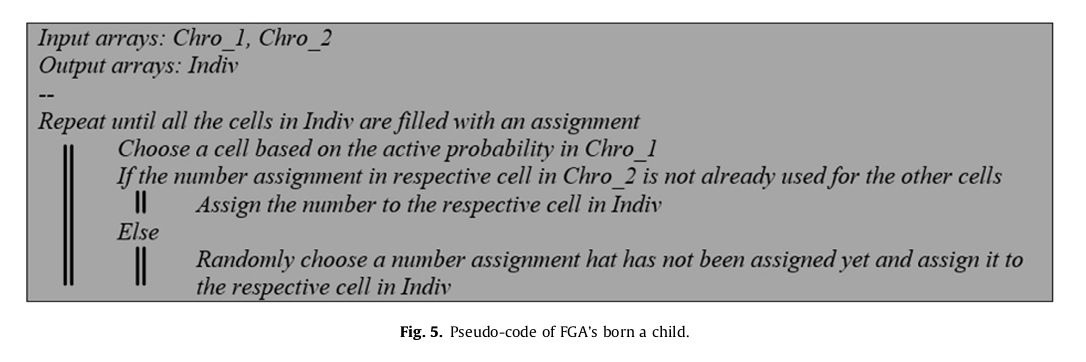 Input arrays: Chro_1, Chro_2
Output arrays: Indiv
--
Repeat until all the cells in Indiv are filled with an assignment
Choose a cell based on the active probability in Chro_1
If the number assignment in respective cell in Chro_2 is not already used for the other cells
Assign the number to the respective cell in Indiv
Else
Randomly choose a number assignment hat has not been assigned yet and assign it to
the respective cell in Indiv
Fig. 5. Pseudo-code of FGA's born a child.